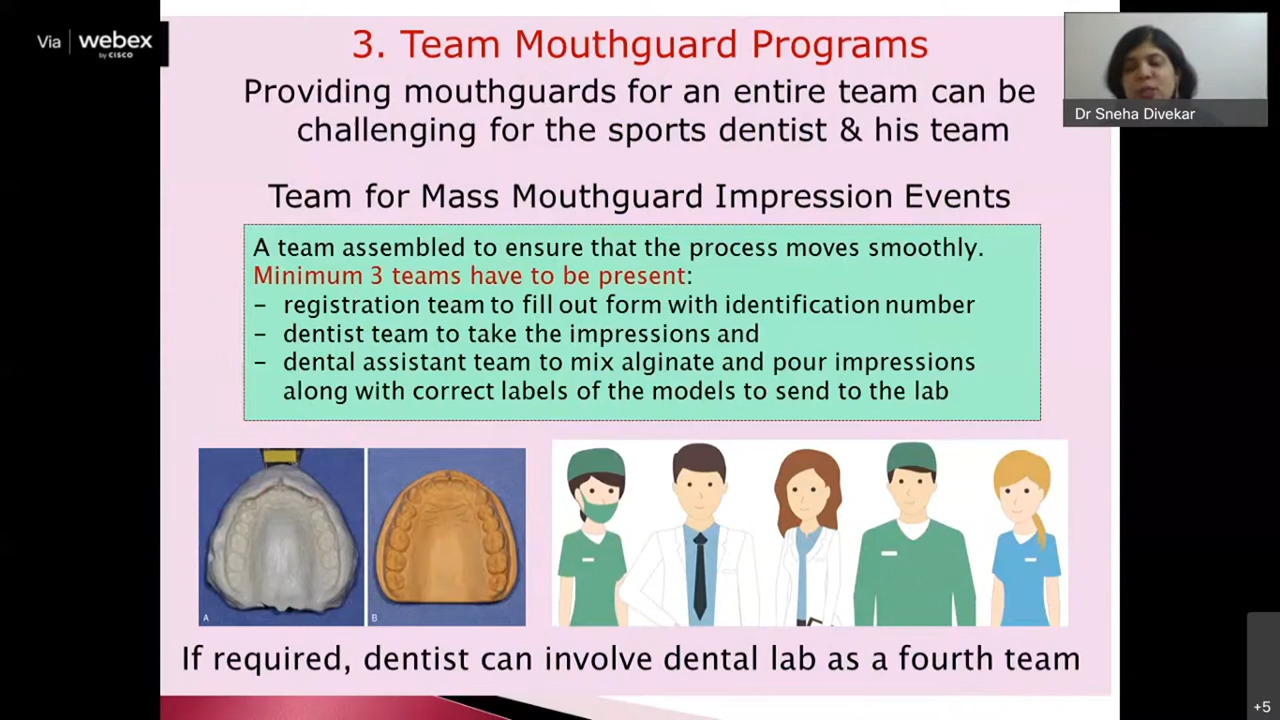 Via | webex
by CISCO
3. Team Mouthguard Programs
Dr Sneha Divekar
Providing mouthguards for an entire team can be
challenging for the sports dentist & his team
Team for Mass Mouthguard Impression Events
A team assembled to ensure that the process moves smoothly.
Minimum 3 teams have to be present:
– registration team to fill out form with identification number
– dentist team to take the impressions and
– dental assistant team to mix alginate and pour impressions
along with correct labels of the models to send to the lab
A
B
If required, dentist can involve dental lab as a fourth team
+5